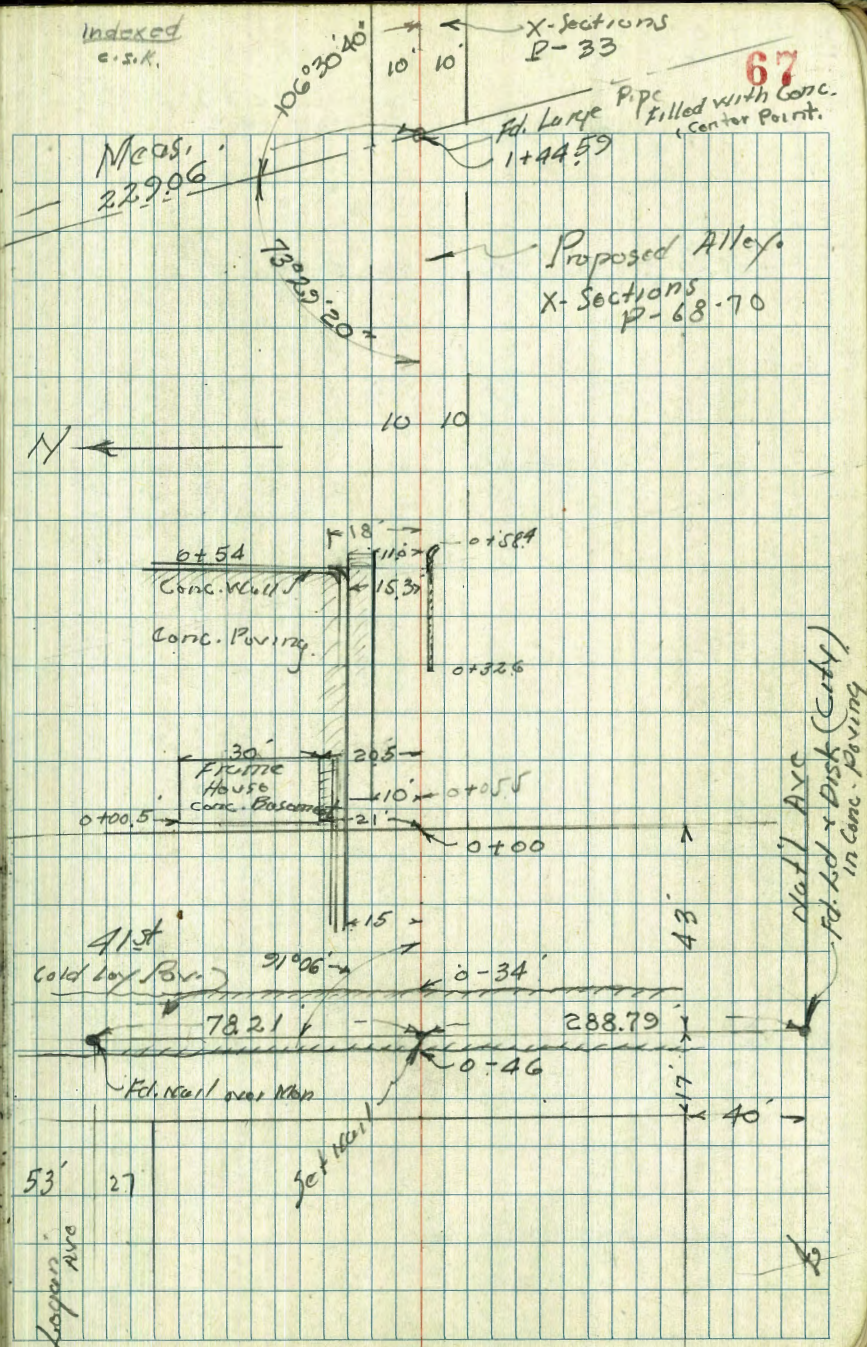 Indexed
c.s.k.
X-Sections
P-33
67
10' 10'
106°30'40"
Fd. Large Pipe Filled with Conc.
Center Point.
1+44.59
Meas.
229.06
73°29'20"
Proposed Alley.
X-Sections
P-68-70
10 10
N
18'
0+54
11.0
0+58.4
Conc. Wall
15.3
Conc. Paving.
0+32.6
30'
20.5
Frame
House
Conc. Basement
10'
0+05.5
0+00.5'
21'
0+00
43'
Nat'l Ave
Fd. Ld & Disk (City)
in Conc. Paving
15
41st
91°06'
Cold Lay Pav.
0-34'
78.21
288.79
0-46
Fd. Nail over Mon
17'
40'
Set Nail
53' 27
Logan
Ave